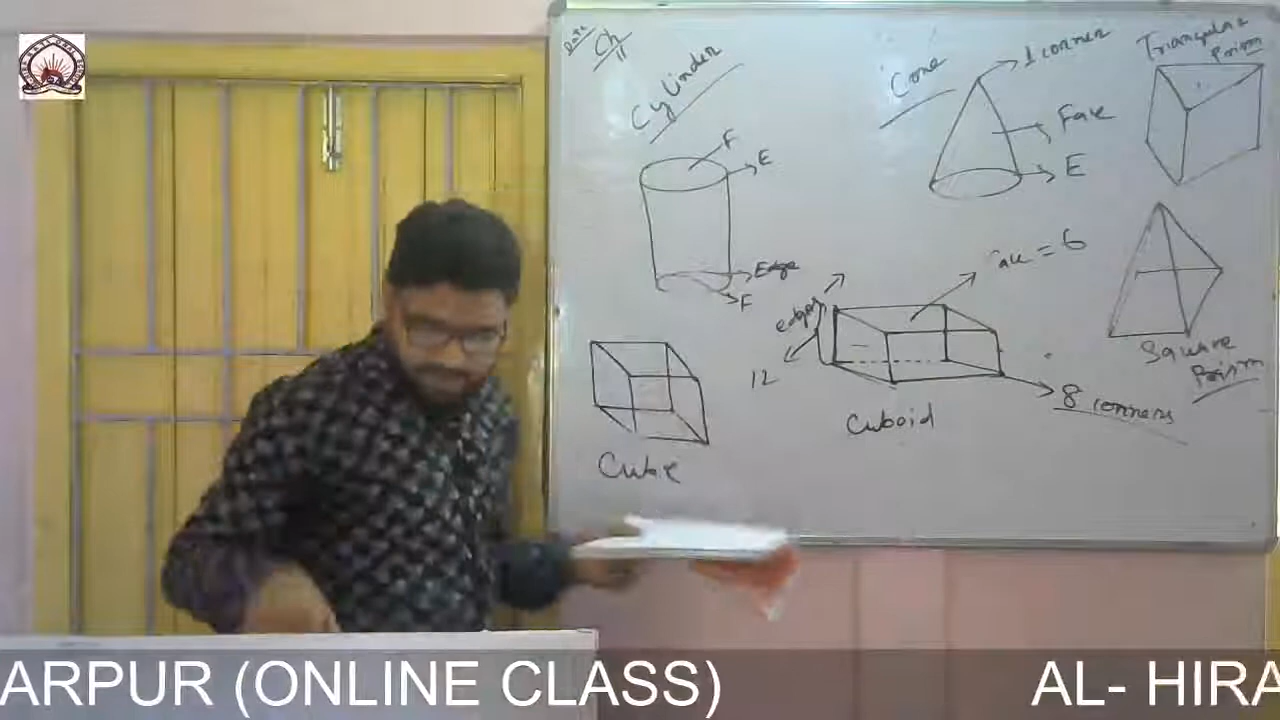 Date
Ch 11
Cylinder
F
E
Edge
F
Cone
1 corner
Face
E
Triangular
Prism
edges
12
= 6
8 corners
Cuboid
Cube
Square
Prism
ARPUR (ONLINE CLASS) AL- HIRA